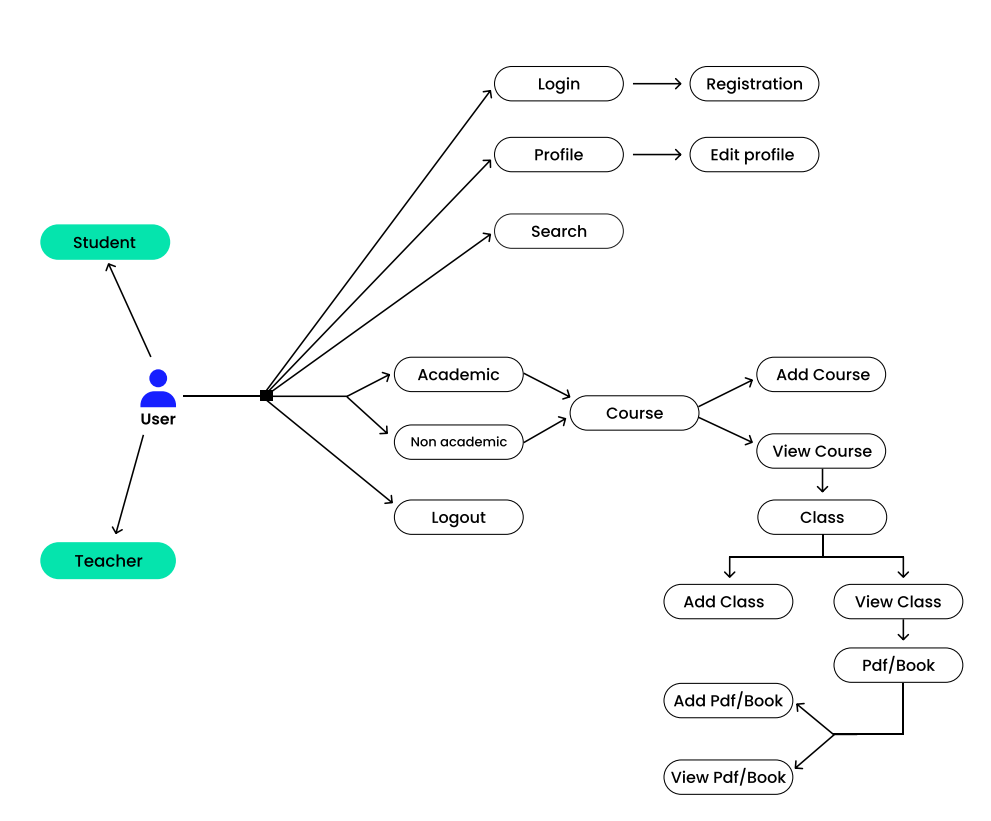 Login
Registration
Profile
Edit profile
Search
Student
User
Teacher
Academic
Non academic
Logout
Course
Add Course
View Course
Class
Add Class
View Class
Pdf/Book
Add Pdf/Book
View Pdf/Book